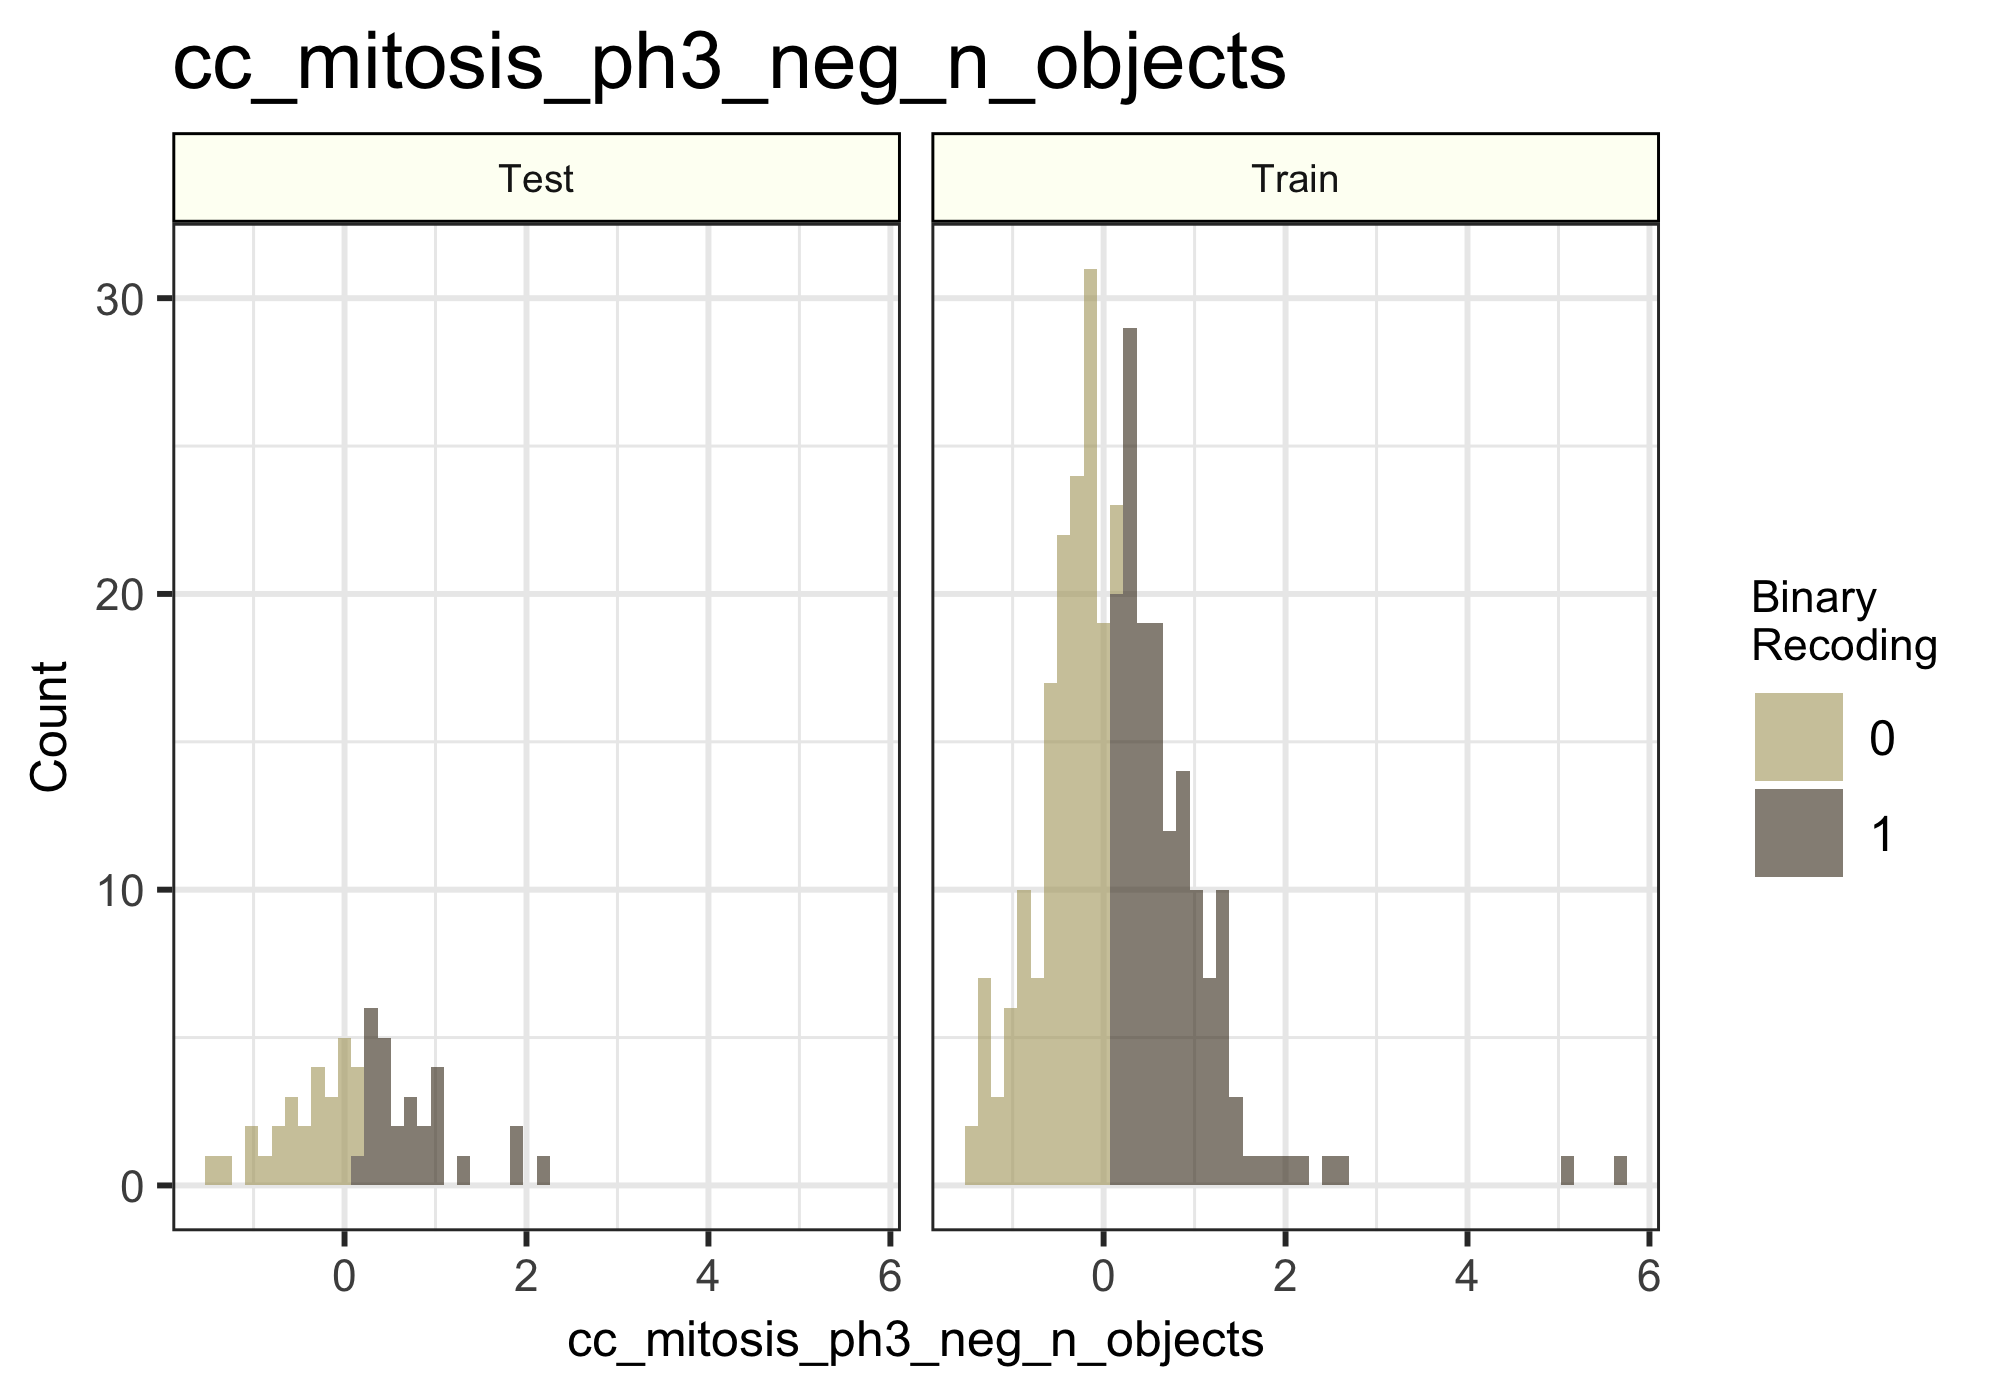 cc_mitosis_ph3_neg_n_objects
Test
Train
30
20
10
0
Count
0
2
4
6
0
2
4
6
cc_mitosis_ph3_neg_n_objects
Binary
Recoding
0
1